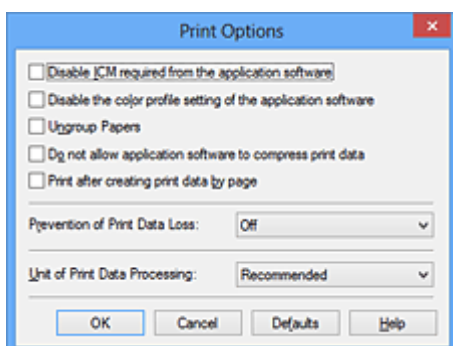 Print Options
Disable ICM required from the application software
Disable the color profile setting of the application software
Ungroup Papers
Do not allow application software to compress print data
Print after creating print data by page
Prevention of Print Data Loss: Off
Unit of Print Data Processing: Recommended
OK Cancel Defaults Help